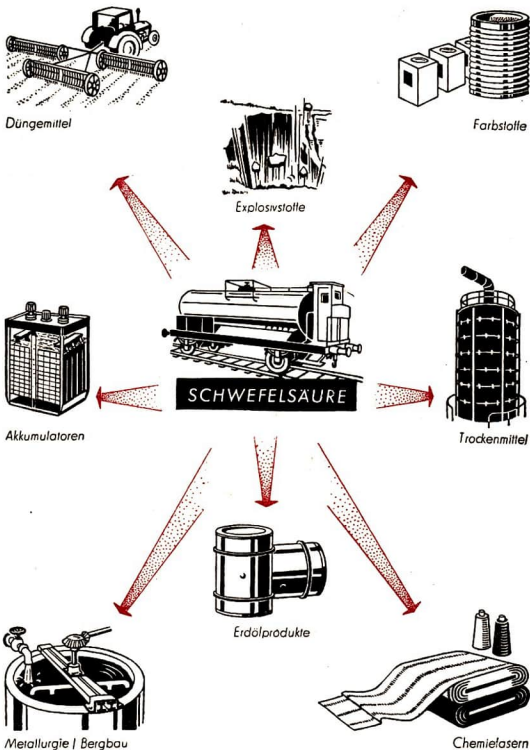 Düngemittel
Farbstoffe
Explosivstoffe
SCHWEFELSÄURE
Akkumulatoren
Trockenmittel
Erdölprodukte
Metallurgie / Bergbau
Chemiefasern